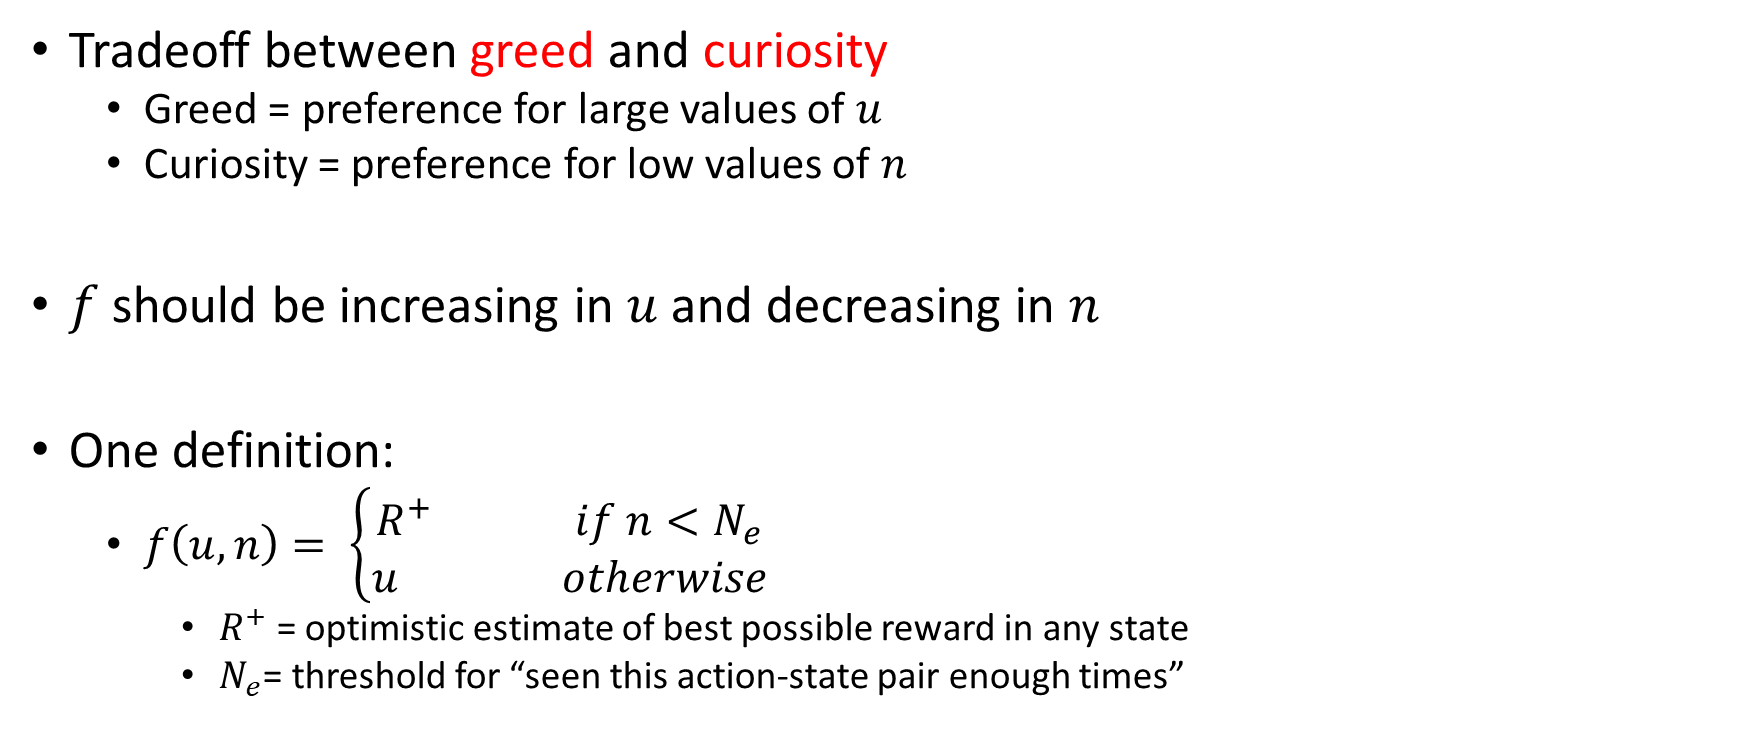 • Tradeoff between greed and curiosity
• Greed = preference for large values of u
• Curiosity = preference for low values of n
• f should be increasing in u and decreasing in n
• One definition:
• f(u, n) = { R⁺ if n < Nₑ
u otherwise
• R⁺ = optimistic estimate of best possible reward in any state
• Nₑ= threshold for “seen this action-state pair enough times”